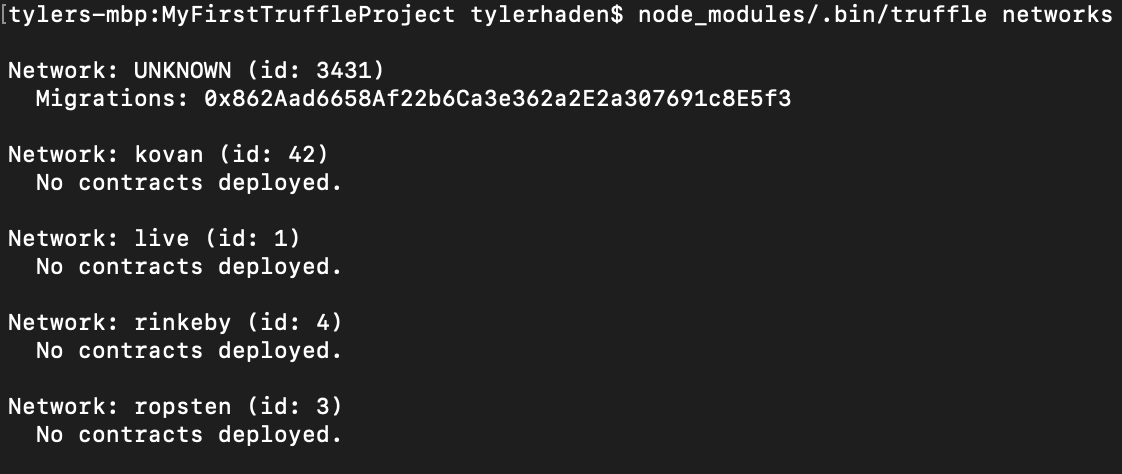 [tylers-mbp:MyFirstTruffleProject tylerhaden$ node_modules/.bin/truffle networks
Network: UNKNOWN (id: 3431)
Migrations: 0x862Aad6658Af22b6Ca3e362a2E2a307691c8E5f3
Network: kovan (id: 42)
No contracts deployed.
Network: live (id: 1)
No contracts deployed.
Network: rinkeby (id: 4)
No contracts deployed.
Network: ropsten (id: 3)
No contracts deployed.